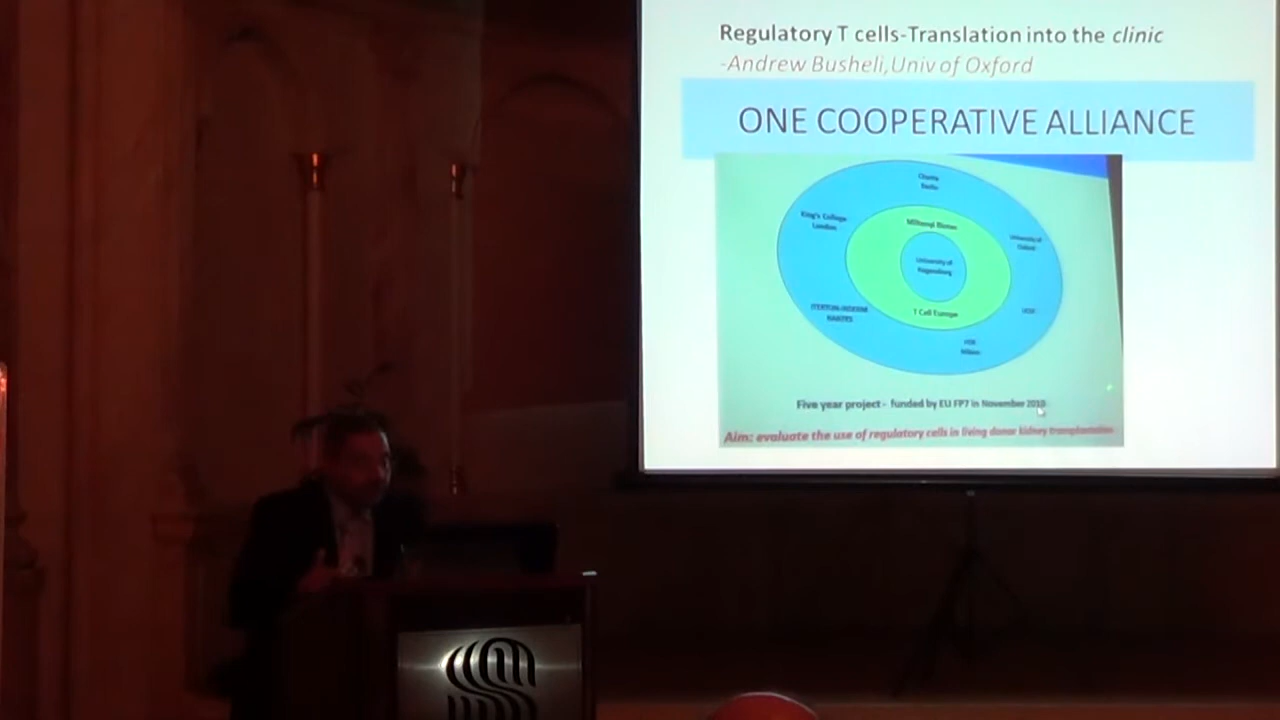 Regulatory T cells-Translation into the clinic
-Andrew Busheli,Univ of Oxford
ONE COOPERATIVE ALLIANCE
Charite
Berlin
King's College
London
Miltenyi Biotec
University of
Oxford
University of
Regensburg
NANTES
T Cell Europe
UCSF
HSR
Milan
Five year project - funded by EU FP7 in November 2010
Aim: evaluate the use of regulatory cells in living donor kidney transplantation